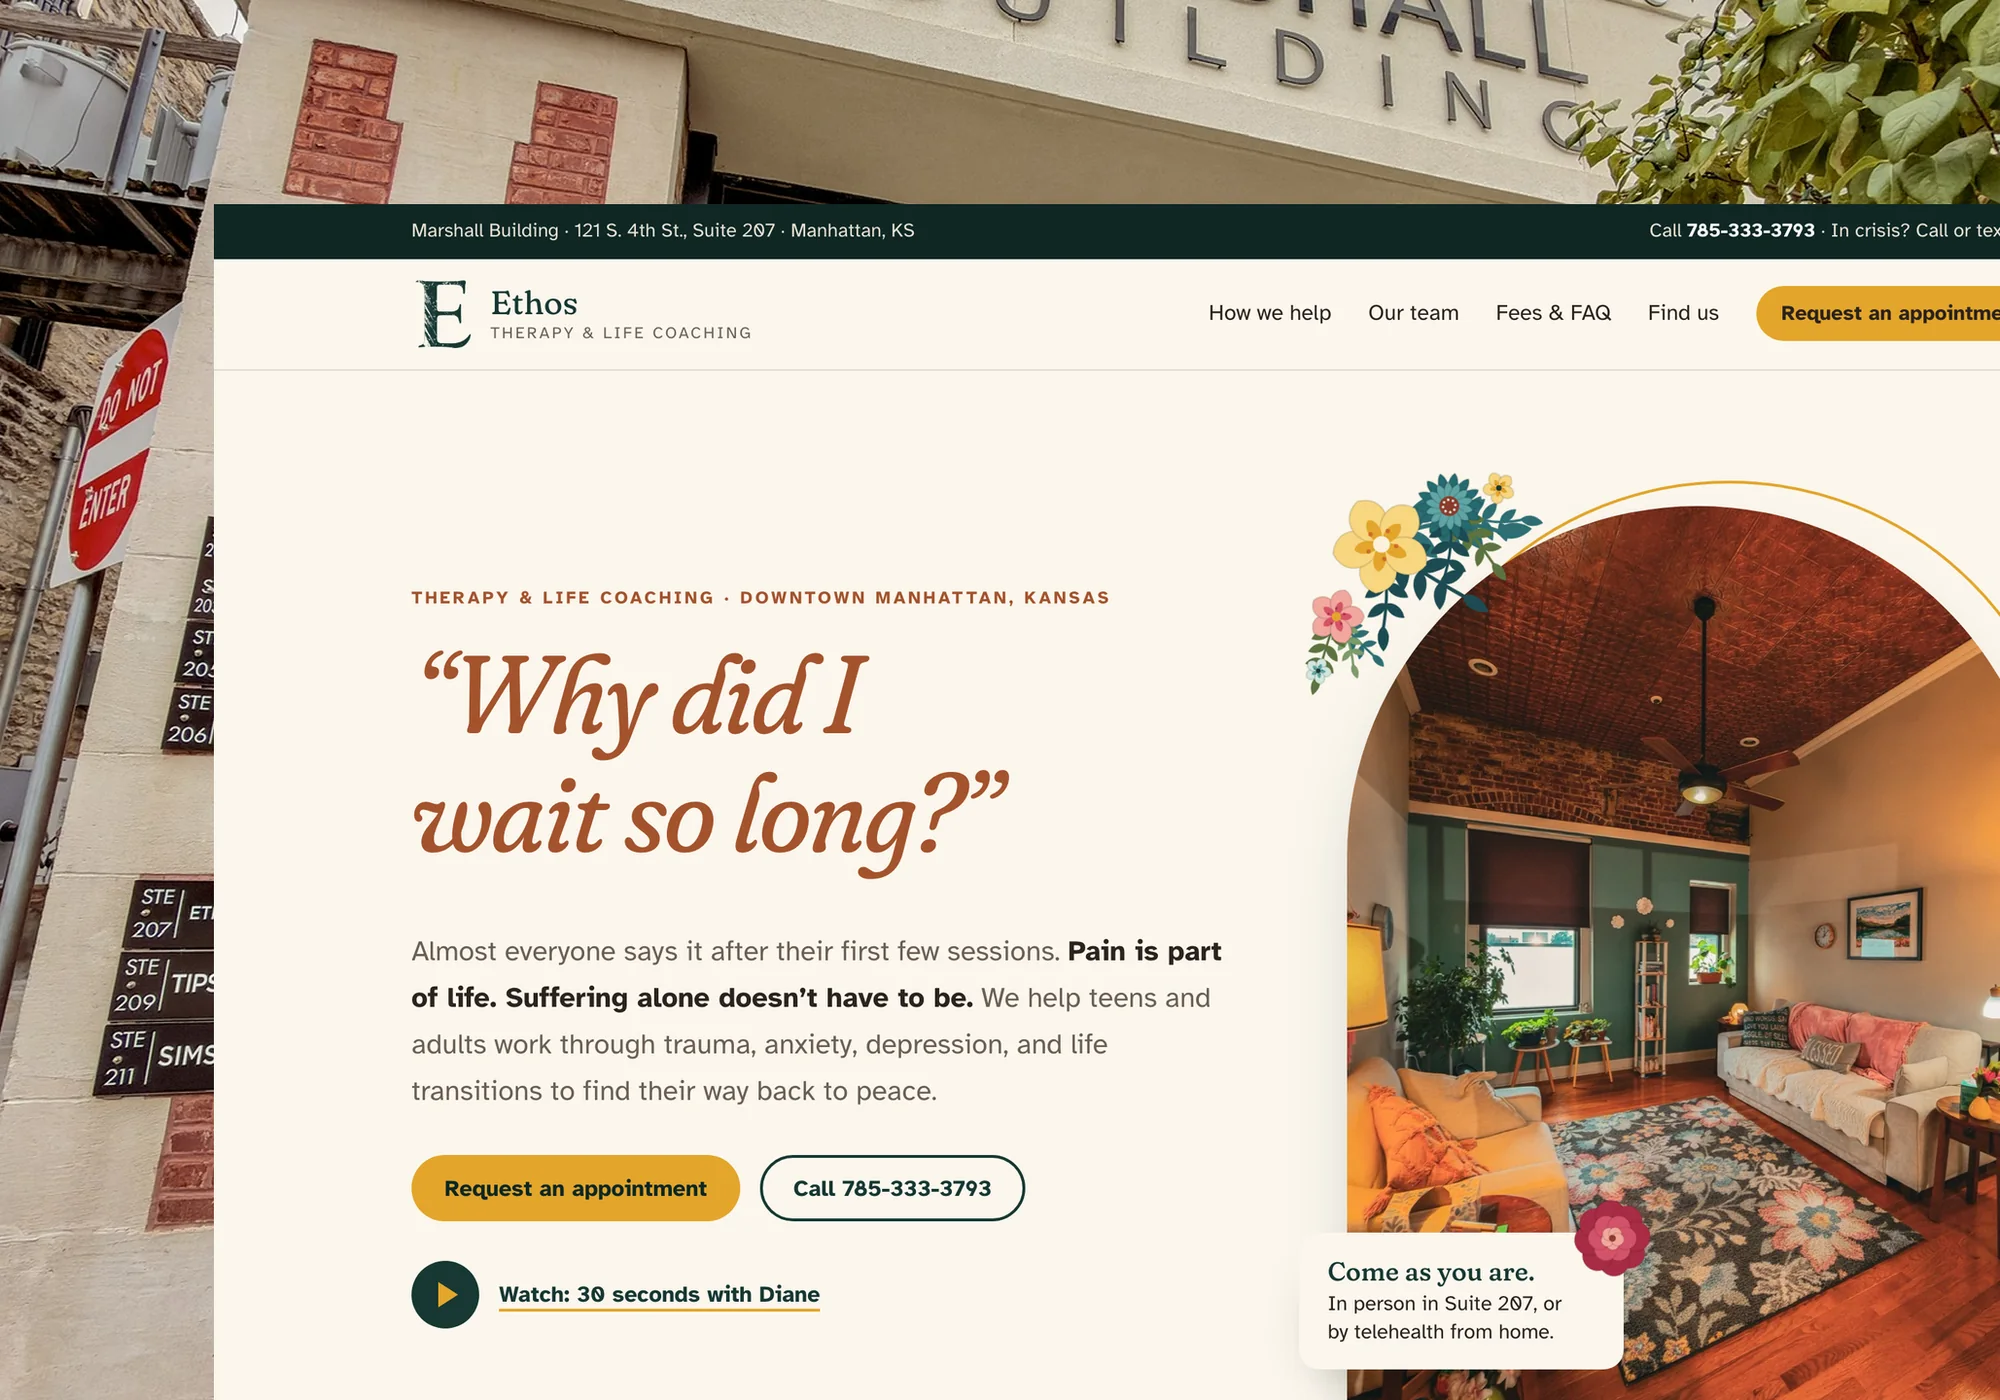 BUILDING
DO NOT
ENTER
STE
206
STE
207
STE
209
TIPS
STE
211
SIMS
Marshall Building · 121 S. 4th St., Suite 207 · Manhattan, KS
Call 785-333-3793 · In crisis? Call or
E
Ethos
THERAPY & LIFE COACHING
How we help
Our team
Fees & FAQ
Find us
Request an
THERAPY & LIFE COACHING · DOWNTOWN MANHATTAN, KANSAS
“Why did I
wait so long?”
Almost everyone says it after their first few sessions. Pain is part
of life. Suffering alone doesn’t have to be. We help teens and
adults work through trauma, anxiety, depression, and life
transitions to find their way back to peace.
Request an appointment
Call 785-333-3793
Watch: 30 seconds with Diane
Come as you are.
In person in Suite 207, or
by telehealth from home.